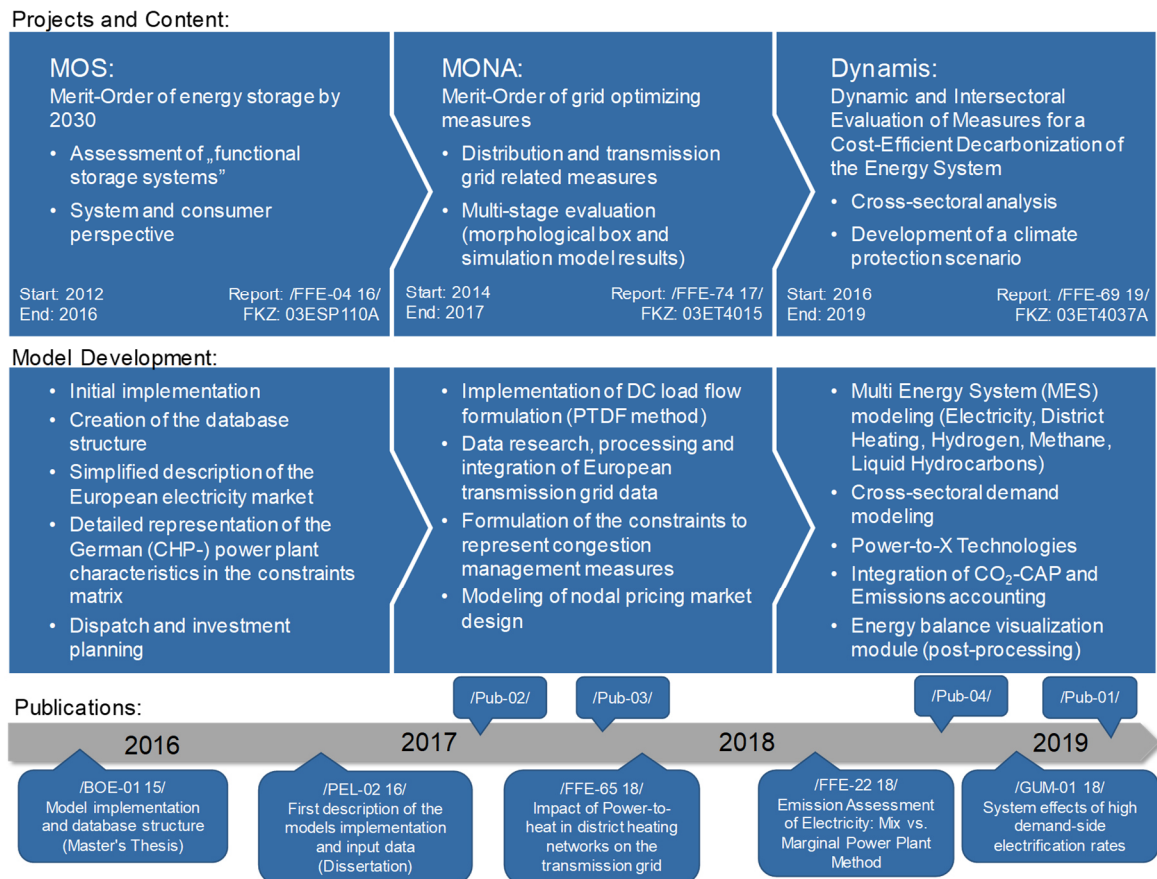 Projects and Content:
MOS:
Merit-Order of energy storage by
2030
• Assessment of „functional
storage systems”
• System and consumer
perspective
Start: 2012
End: 2016
Report: /FFE-04 16/
FKZ: 03ESP110A
MONA:
Merit-Order of grid optimizing
measures
• Distribution and transmission
grid related measures
• Multi-stage evaluation
(morphological box and
simulation model results)
Start: 2014
End: 2017
Report: /FFE-74 17/
FKZ: 03ET4015
Dynamis:
Dynamic and Intersectoral
Evaluation of Measures for a
Cost-Efficient Decarbonization of
the Energy System
• Cross-sectoral analysis
• Development of a climate
protection scenario
Start: 2016
End: 2019
Report: /FFE-69 19/
FKZ: 03ET4037A
Model Development:
• Initial implementation
• Creation of the database
structure
• Simplified description of the
European electricity market
• Detailed representation of the
German (CHP-) power plant
characteristics in the constraints
matrix
• Dispatch and investment
planning
• Implementation of DC load flow
formulation (PTDF method)
• Data research, processing and
integration of European
transmission grid data
• Formulation of the constraints to
represent congestion
management measures
• Modeling of nodal pricing market
design
• Multi Energy System (MES)
modeling (Electricity, District
Heating, Hydrogen, Methane,
Liquid Hydrocarbons)
• Cross-sectoral demand
modeling
• Power-to-X Technologies
• Integration of CO₂-CAP and
Emissions accounting
• Energy balance visualization
module (post-processing)
Publications:
/Pub-02/
/Pub-03/
/Pub-04/
/Pub-01/
2016
2017
2018
2019
/BOE-01 15/
Model implementation
and database structure
(Master's Thesis)
/PEL-02 16/
First description of the
models implementation
and input data
(Dissertation)
/FFE-65 18/
Impact of Power-to-
heat in district heating
networks on the
transmission grid
/FFE-22 18/
Emission Assessment
of Electricity: Mix vs.
Marginal Power Plant
Method
/GUM-01 18/
System effects of high
demand-side
electrification rates